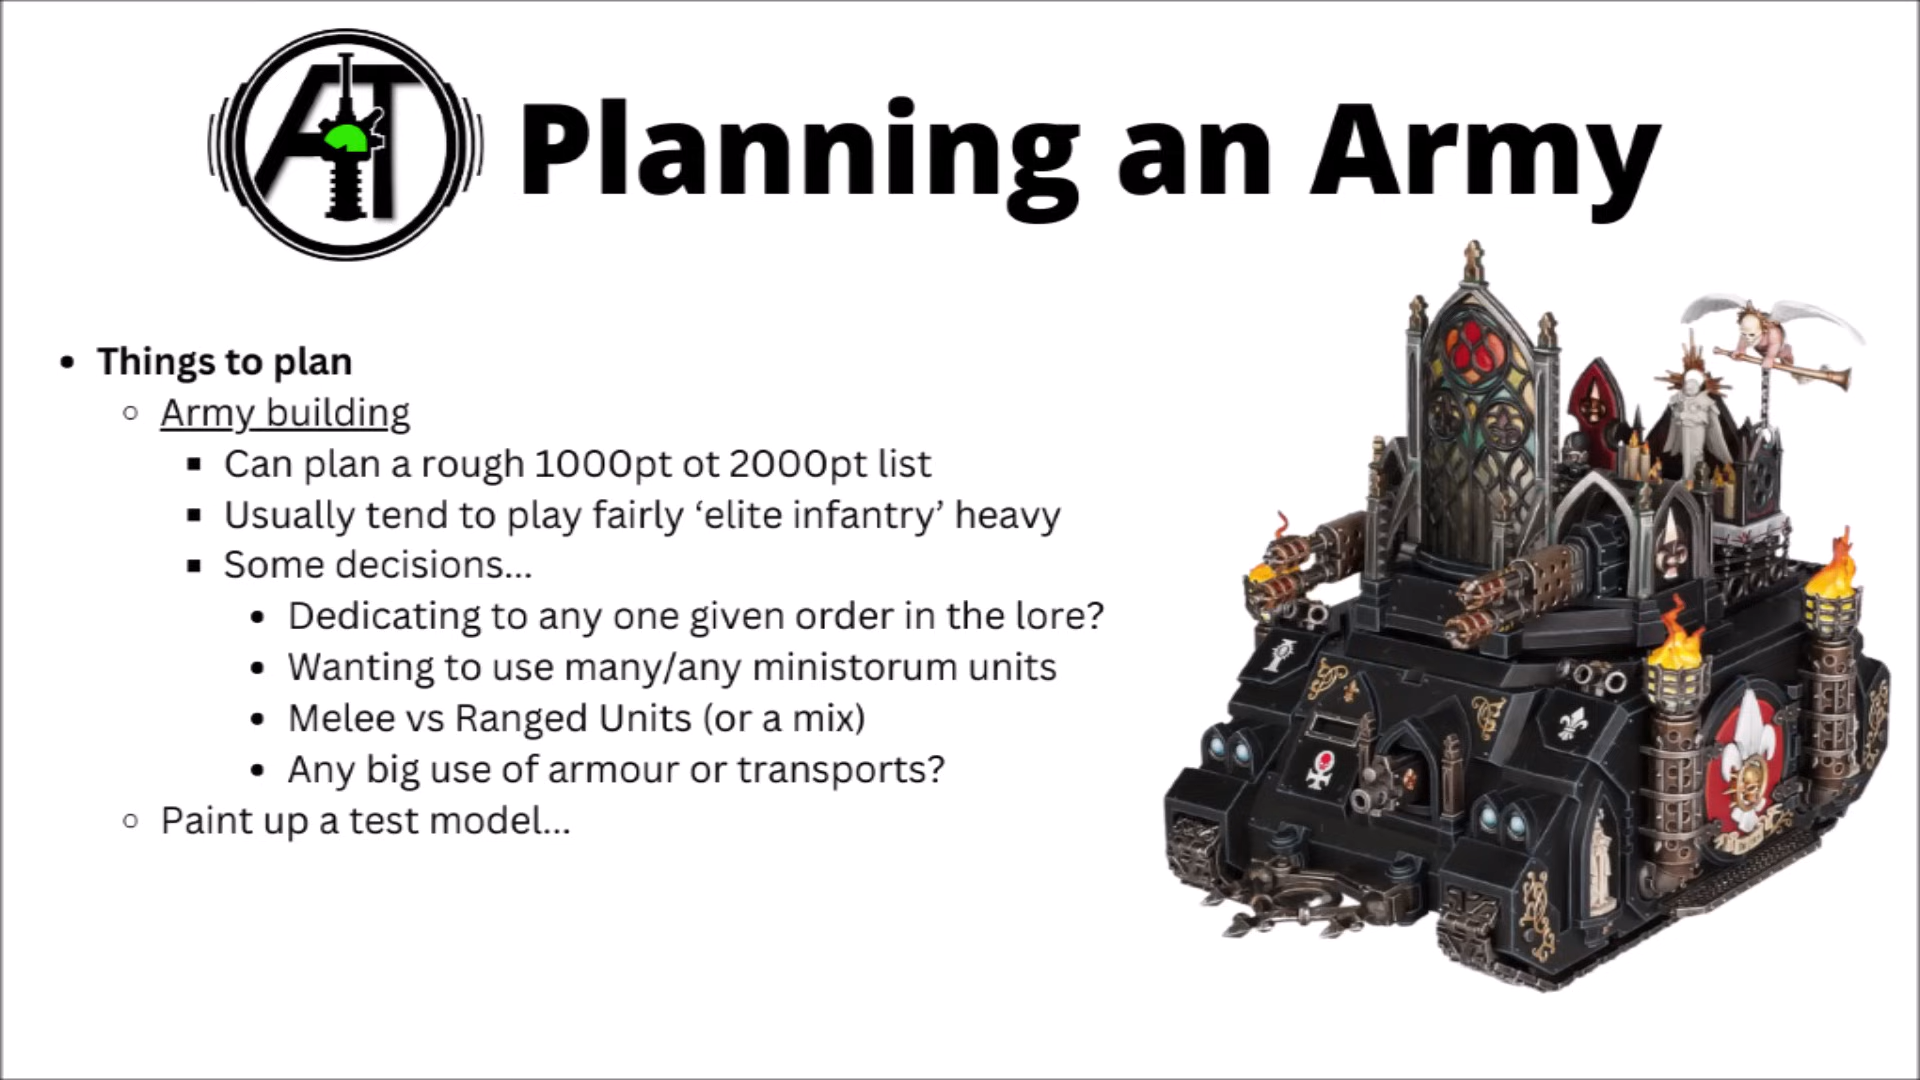 AT
Planning an Army
Things to plan
Army building
Can plan a rough 1000pt ot 2000pt list
Usually tend to play fairly ‘elite infantry’ heavy
Some decisions...
Dedicating to any one given order in the lore?
Wanting to use many/any ministorum units
Melee vs Ranged Units (or a mix)
Any big use of armour or transports?
Paint up a test model...